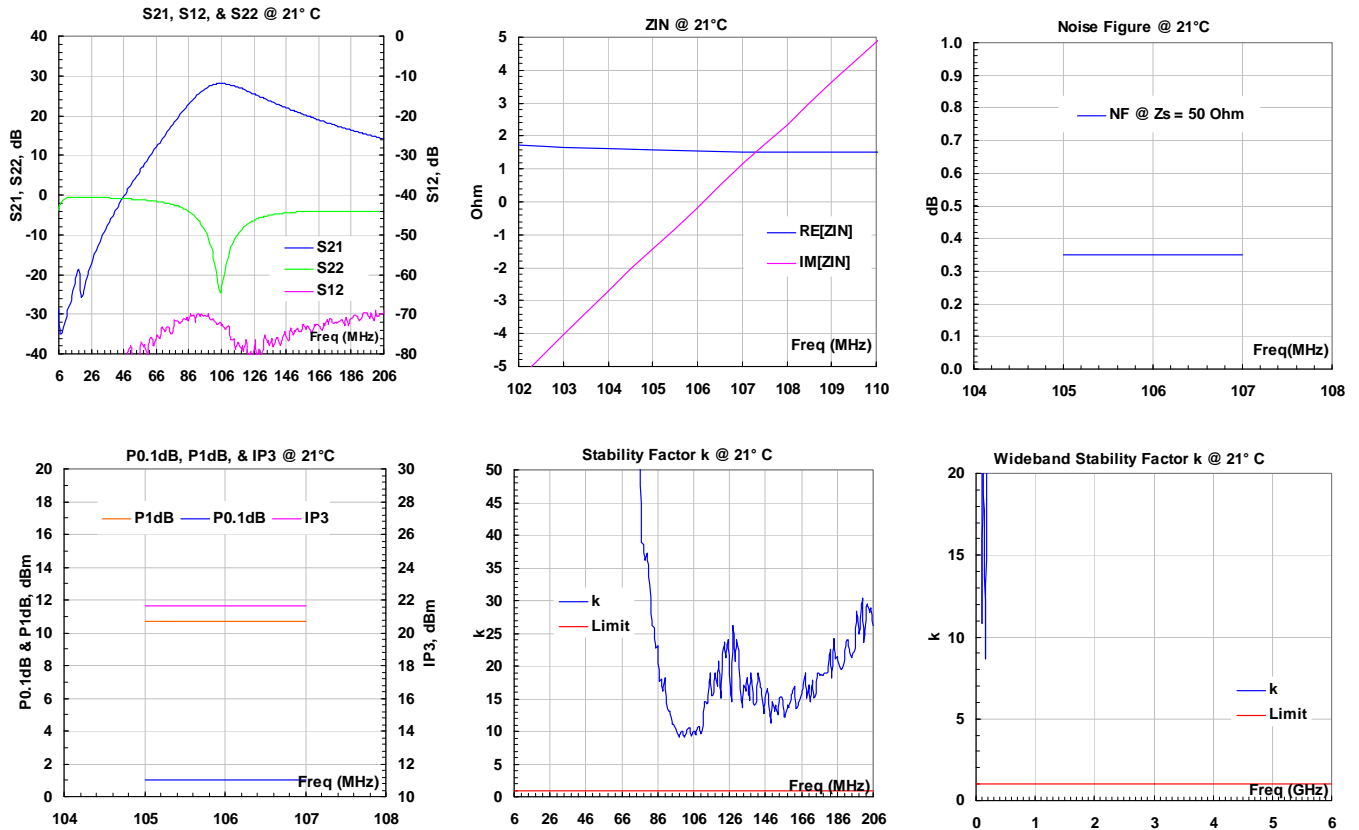 S21, S12, & S22 @ 21° C
40
30
20
10
0
-10
-20
-30
-40
0
-10
-20
-30
-40
-50
-60
-70
-80
S21, S22, dB
S12, dB
S21
S22
S12
Freq (MHz)
6 26 46 66 86 106 126 146 166 186 206
ZIN @ 21°C
5
4
3
2
1
0
-1
-2
-3
-4
-5
Ohm
RE[ZIN]
IM[ZIN]
Freq (MHz)
102 103 104 105 106 107 108 109 110
Noise Figure @ 21°C
1.0
0.9
0.8
0.7
0.6
0.5
0.4
0.3
0.2
0.1
0.0
dB
NF @ Zs = 50 Ohm
Freq(MHz)
104 105 106 107 108
P0.1dB, P1dB, & IP3 @ 21°C
20
18
16
14
12
10
8
6
4
2
0
30
28
26
24
22
20
18
16
14
12
10
P0.1dB & P1dB, dBm
IP3, dBm
P1dB P0.1dB IP3
Freq (MHz)
104 105 106 107 108
Stability Factor k @ 21° C
50
45
40
35
30
25
20
15
10
5
0
k
k
Limit
Freq (MHz)
6 26 46 66 86 106 126 146 166 186 206
Wideband Stability Factor k @ 21° C
20
15
10
5
0
k
k
Limit
Freq (GHz)
0 1 2 3 4 5 6